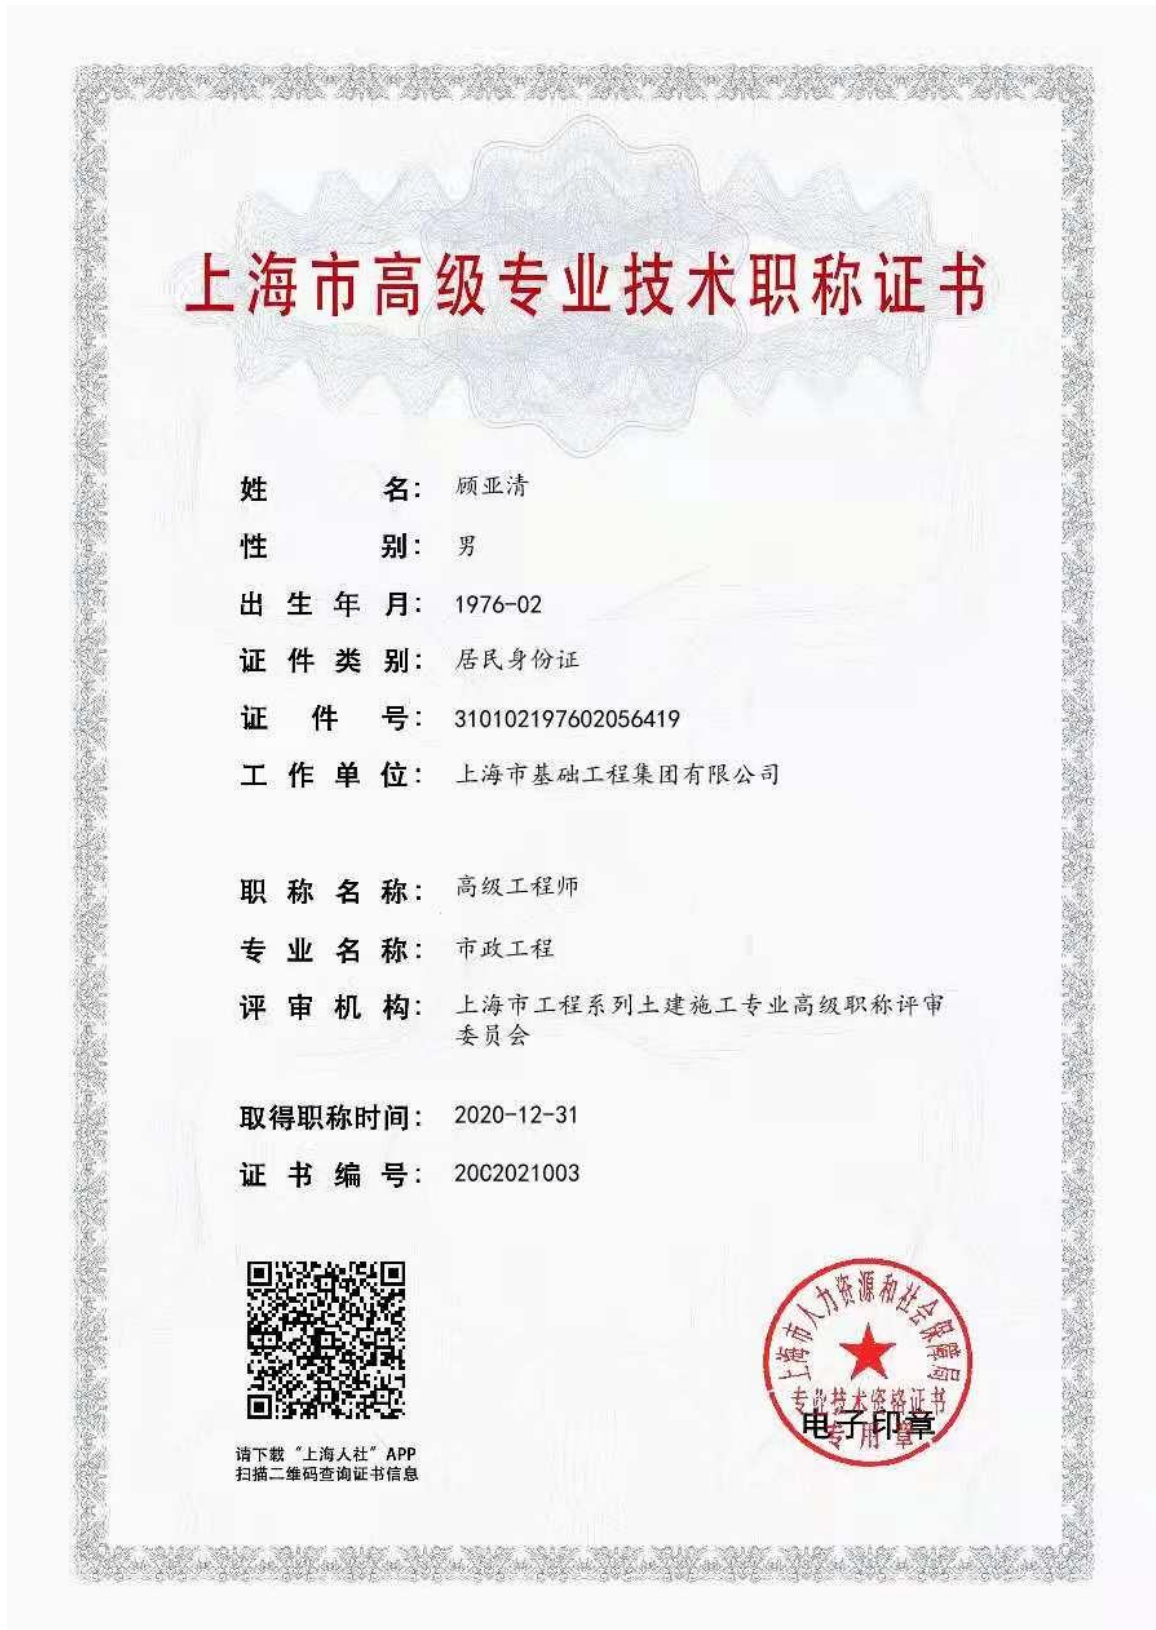 上海市高级专业技术职称证书
姓名：顾亚清
性别：男
出生年月：1976-02
证件类别：居民身份证
证件号：310102197602056419
工作单位：上海市基础工程集团有限公司
职称名称：高级工程师
专业名称：市政工程
评审机构：上海市工程系列土建施工专业高级职称评审
委员会
取得职称时间：2020-12-31
证书编号：20C2021003
请下载“上海人社”APP
扫描二维码查询证书信息
上海市人力资源和社会保障局
专业技术资格证书
电子印章
专用章